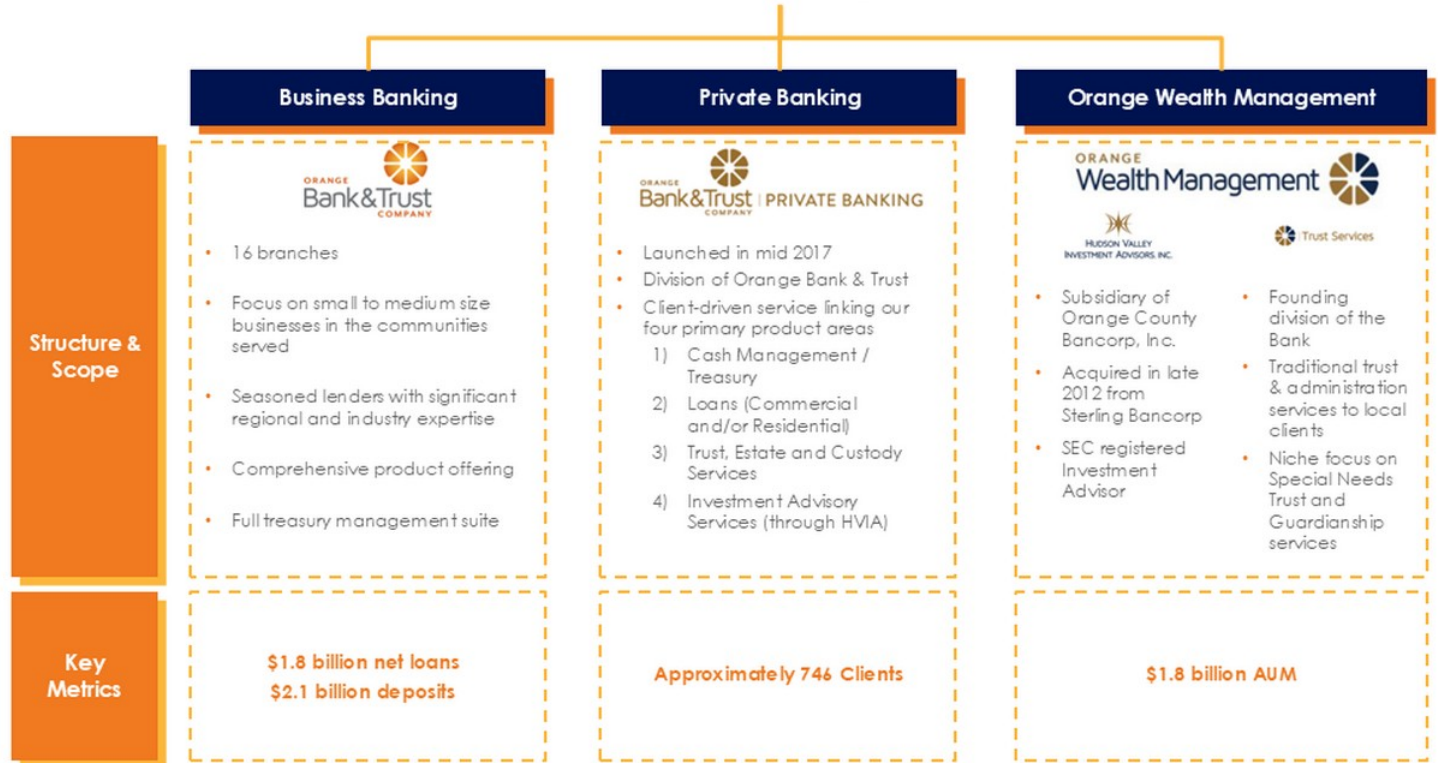 Business Banking
Private Banking
Orange Wealth Management
Structure &
Scope
ORANGE
Bank&Trust
COMPANY
• 16 branches
• Focus on small to medium size
businesses in the communities
served
• Seasoned lenders with significant
regional and industry expertise
• Comprehensive product offering
• Full treasury management suite
ORANGE
Bank&Trust | PRIVATE BANKING
COMPANY
• Launched in mid 2017
• Division of Orange Bank & Trust
• Client-driven service linking our
four primary product areas
1) Cash Management /
Treasury
2) Loans (Commercial
and/or Residential)
3) Trust, Estate and Custody
Services
4) Investment Advisory
Services (through HVIA)
ORANGE
Wealth Management
HUDSON VALLEY
INVESTMENT ADVISORS, INC.
• Subsidiary of
Orange County
Bancorp, Inc.
• Acquired in late
2012 from
Sterling Bancorp
• SEC registered
Investment
Advisor
Trust Services
• Founding
division of the
Bank
• Traditional trust
& administration
services to local
clients
• Niche focus on
Special Needs
Trust and
Guardianship
services
Key
Metrics
$1.8 billion net loans
$2.1 billion deposits
Approximately 746 Clients
$1.8 billion AUM